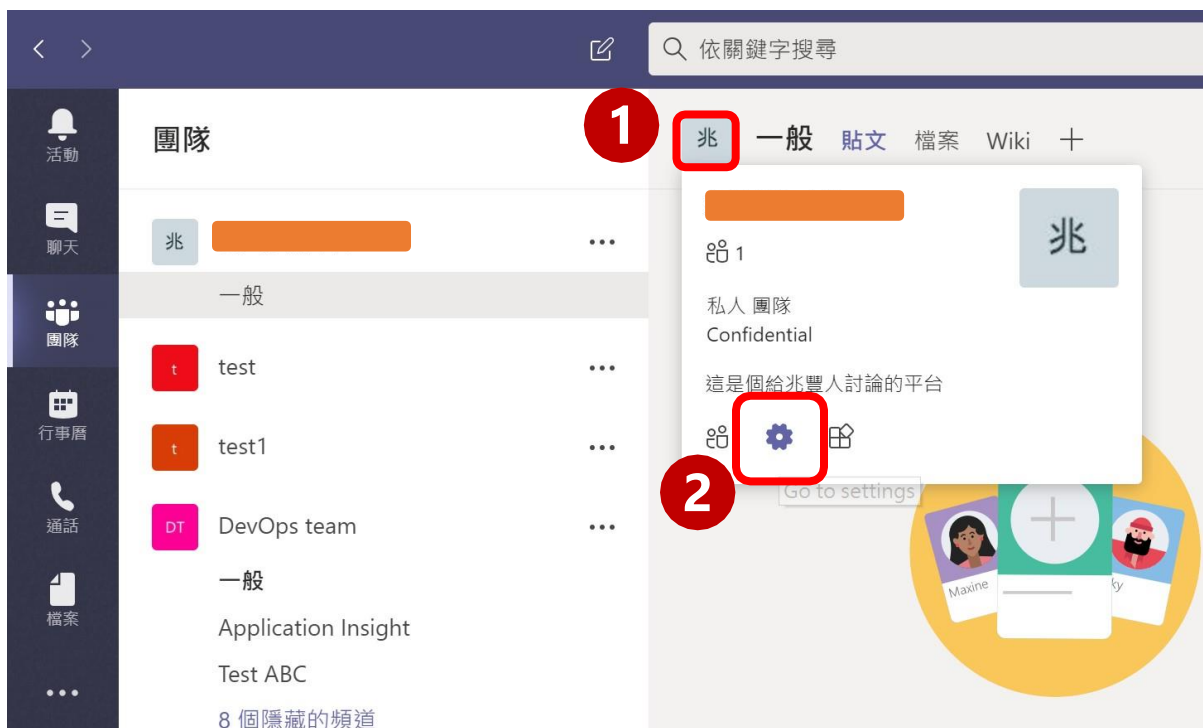 依關鍵字搜尋
活動
聊天
團隊
行事曆
通話
檔案
團隊
兆
一般
t test
t test1
DT DevOps team
一般
Application Insight
Test ABC
8 個隱藏的頻道
1
兆 一般 貼文 檔案 Wiki
兆
1
私人 團隊
Confidential
這是個給兆豐人討論的平台
2
Go to settings
Maxine
ky